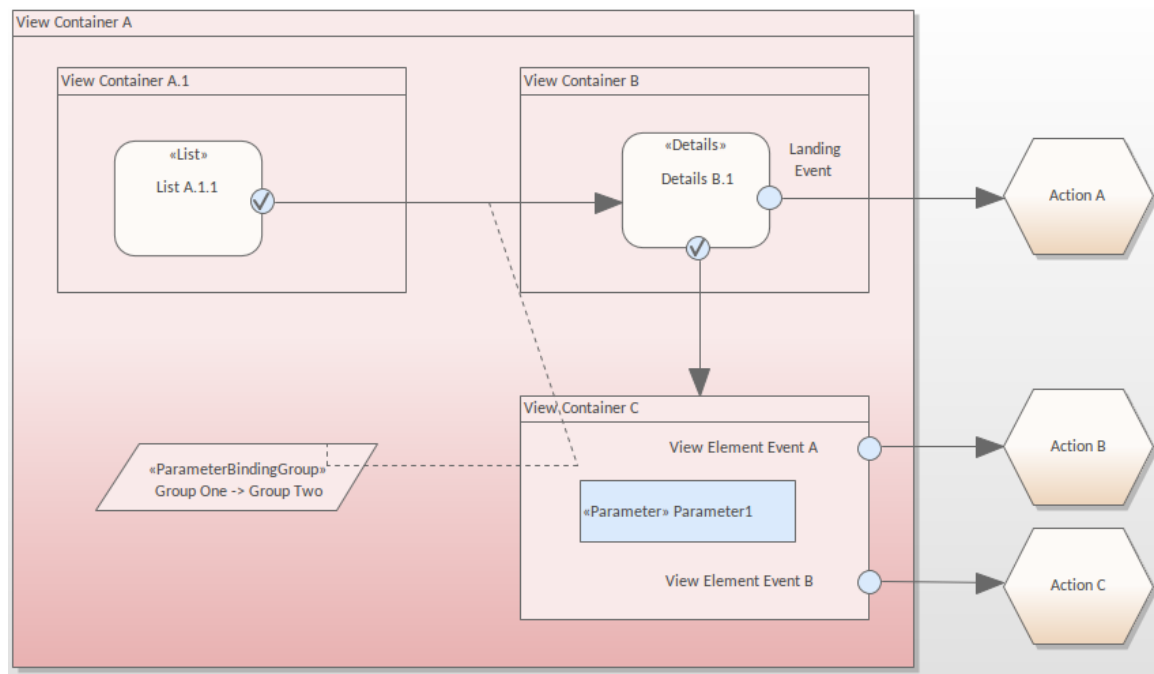 View Container A
View Container A.1
View Container B
«List»
List A.1.1
«Details»
Details B.1
Landing
Event
Action A
View Container C
View Element Event A
Action B
«ParameterBindingGroup»
Group One -> Group Two
«Parameter» Parameter1
View Element Event B
Action C